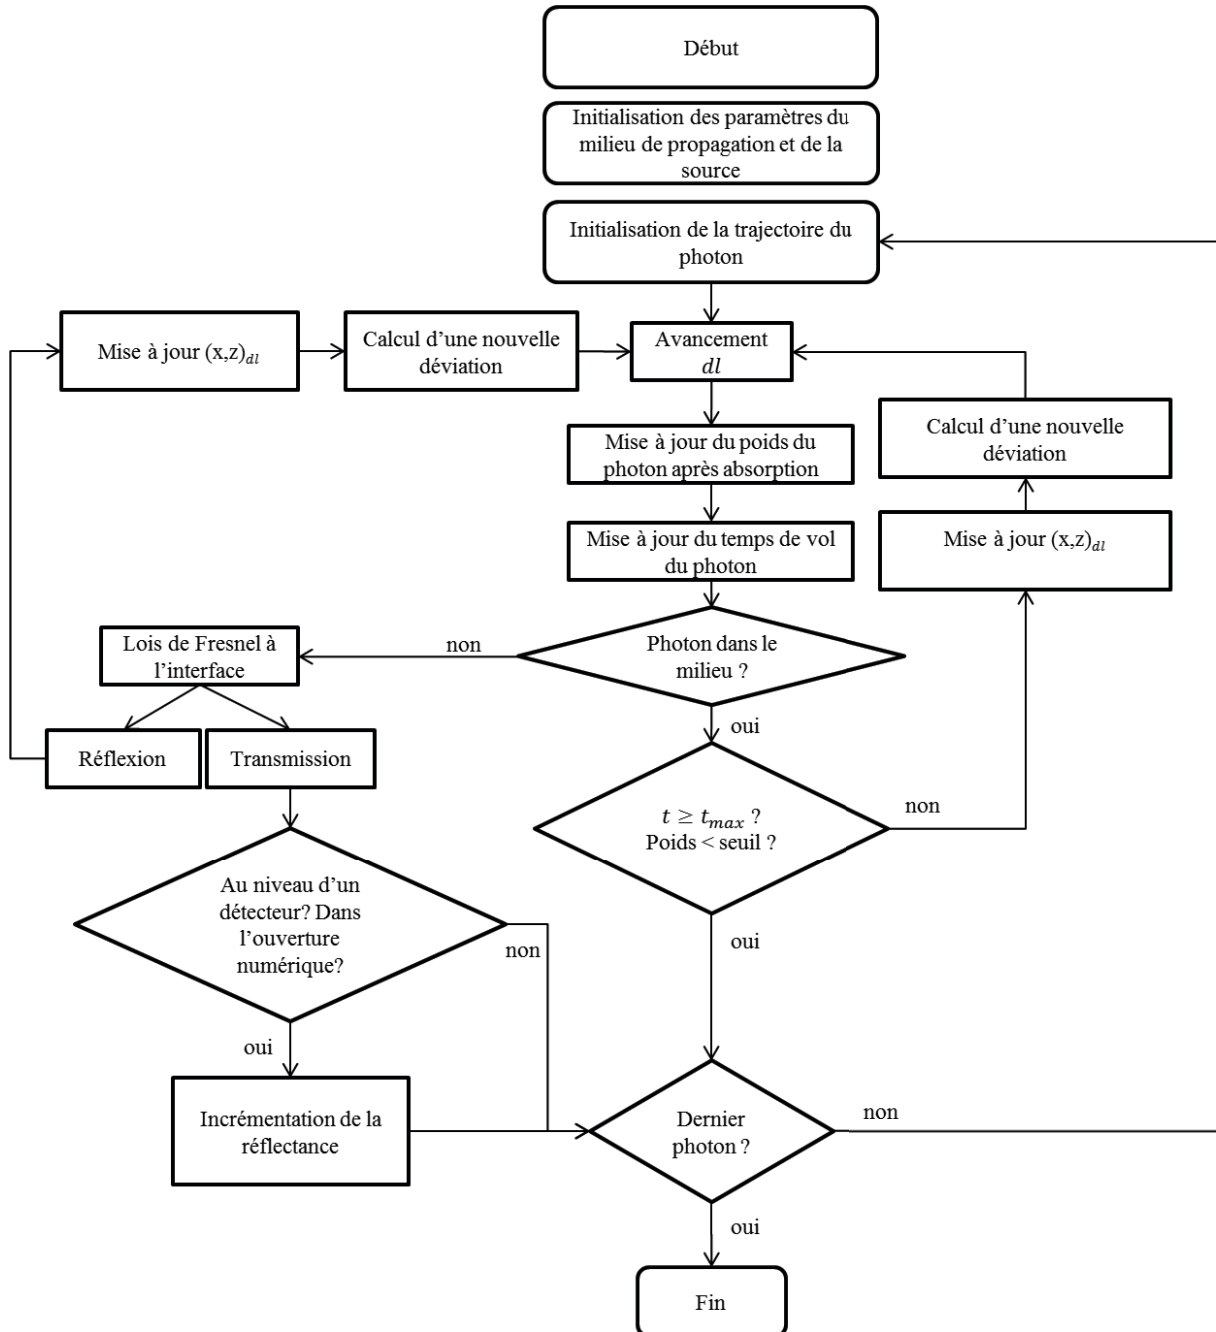 Début
Initialisation des paramètres du
milieu de propagation et de la
source
Initialisation de la trajectoire du
photon
Mise à jour (x,z)dl
Calcul d’une nouvelle
déviation
Avancement
dl
Calcul d’une nouvelle
déviation
Mise à jour du poids du
photon après absorption
Mise à jour du temps de vol
du photon
Mise à jour (x,z)dl
Lois de Fresnel à
l’interface
non
Photon dans le
milieu ?
oui
Réflexion
Transmission
t ≥ tmax ?
Poids < seuil ?
non
Au niveau d’un
détecteur? Dans
l’ouverture
numérique?
non
oui
oui
Incrémentation de la
réflectance
Dernier
photon ?
non
oui
Fin